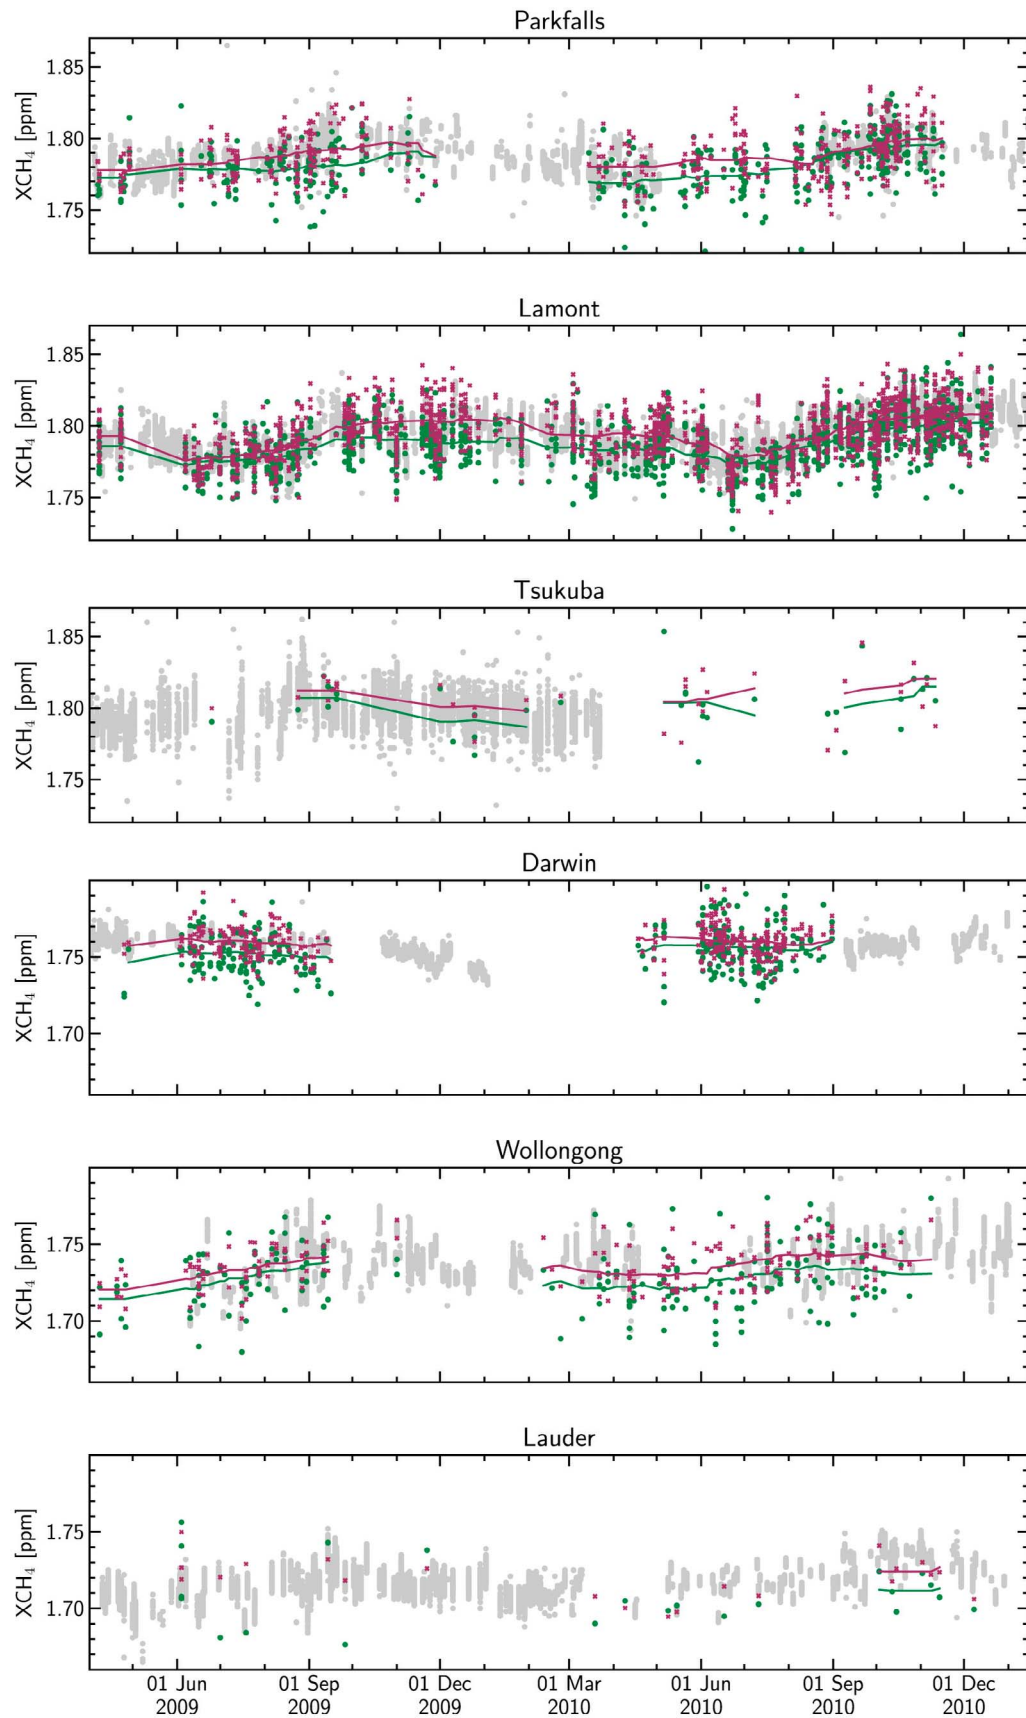 Parkfalls
XCH₄ [ppm]
1.85
1.80
1.75
Lamont
XCH₄ [ppm]
1.85
1.80
1.75
Tsukuba
XCH₄ [ppm]
1.85
1.80
1.75
Darwin
XCH₄ [ppm]
1.75
1.70
Wollongong
XCH₄ [ppm]
1.75
1.70
Lauder
XCH₄ [ppm]
1.75
1.70
01 Jun 01 Sep 01 Dec 01 Mar 01 Jun 01 Sep 01 Dec
2009 2009 2009 2010 2010 2010 2010